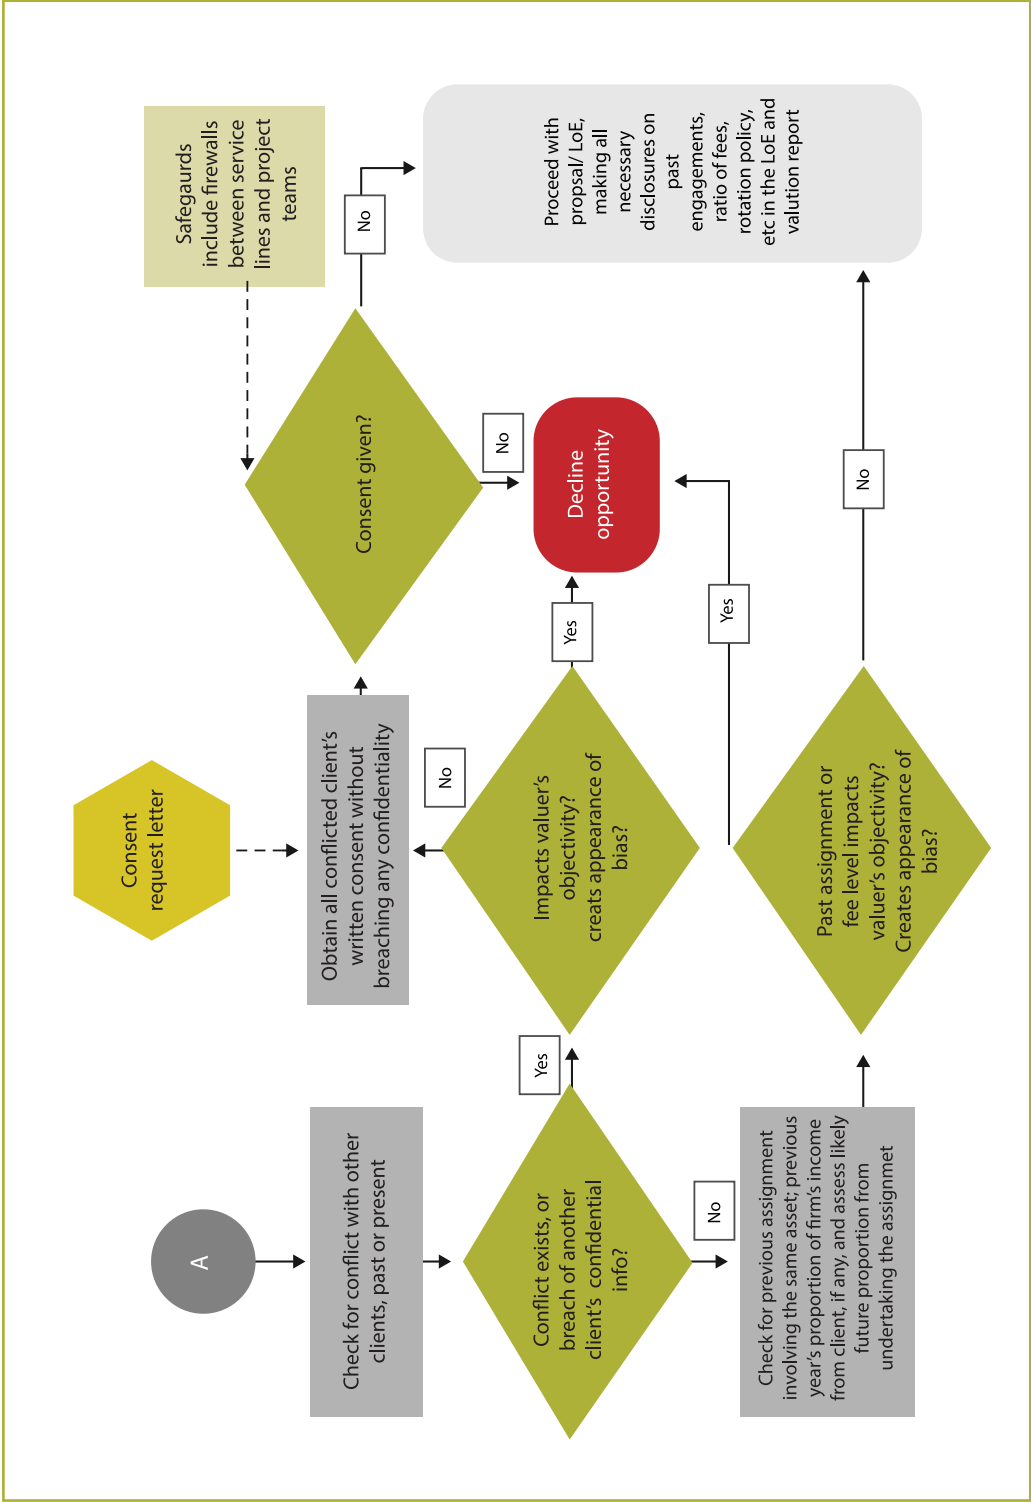 A
Check for conflict with other
clients, past or present
Conflict exists, or
breach of another
client's confidential
info?
Yes
No
Check for previous assignment
involving the same asset; previous
year's proportion of firm's income
from client, if any, and assess likely
future proportion from
undertaking the assignmet
Consent
request letter
Obtain all conflicted client's
written consent without
breaching any confidentiality
No
Impacts valuer's
objectivity?
creats appearance of
bias?
Yes
Past assignment or
fee level impacts
valuer's objectivity?
Creates appearance of
bias?
Yes
No
Safegaurds
include firewalls
between service
lines and project
teams
Consent given?
No
No
Decline
opportunity
Proceed with
propsal/ LoE,
making all
necessary
disclosures on
past
engagements,
ratio of fees,
rotation policy,
etc in the LoE and
valution report